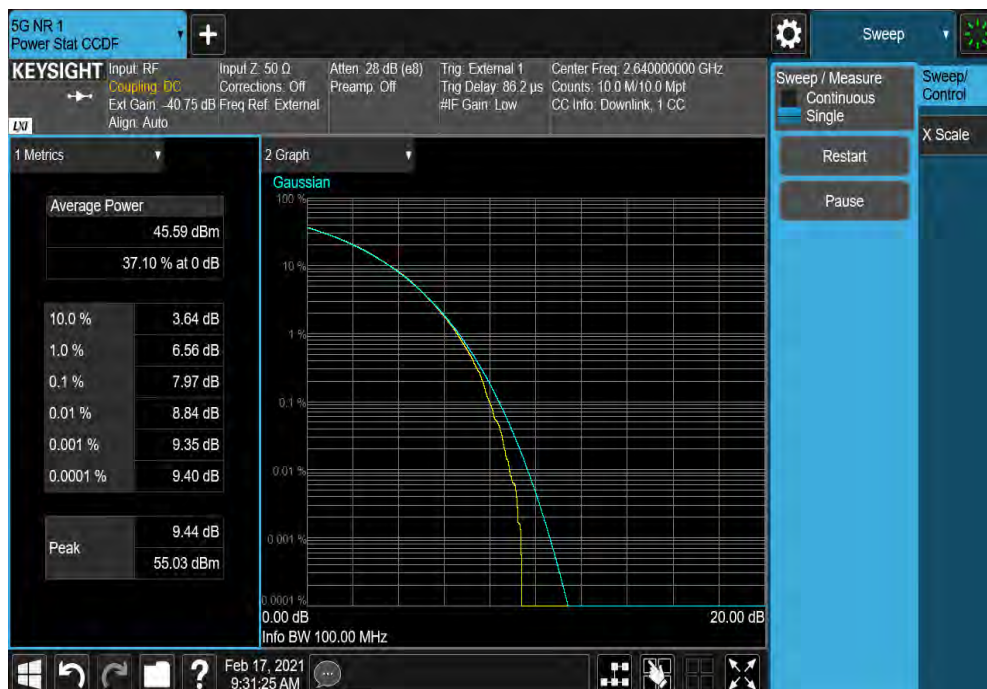 5G NR 1
Power Stat CCDF
+
Sweep
KEYSIGHT
LXI
Input: RF
Coupling: DC
Ext Gain: -40.75 dB
Align: Auto
Input Z: 50 Ω
Corrections: Off
Freq Ref: External
Atten: 28 dB (e8)
Preamp: Off
Trig: External 1
Trig Delay: 86.2 µs
#IF Gain: Low
Center Freq: 2.640000000 GHz
Counts: 10.0 M/10.0 Mpt
CC Info: Downlink, 1 CC
Sweep / Measure
Continuous
Single
Restart
Pause
Sweep/
Control
X Scale
1 Metrics
Average Power
45.59 dBm
37.10 % at 0 dB
10.0 % 3.64 dB
1.0 % 6.56 dB
0.1 % 7.97 dB
0.01 % 8.84 dB
0.001 % 9.35 dB
0.0001 % 9.40 dB
Peak
9.44 dB
55.03 dBm
2 Graph
Gaussian
100 %
10 %
1 %
0.1 %
0.01 %
0.001 %
0.0001 %
0.00 dB 20.00 dB
Info BW 100.00 MHz
?
Feb 17, 2021
9:31:25 AM